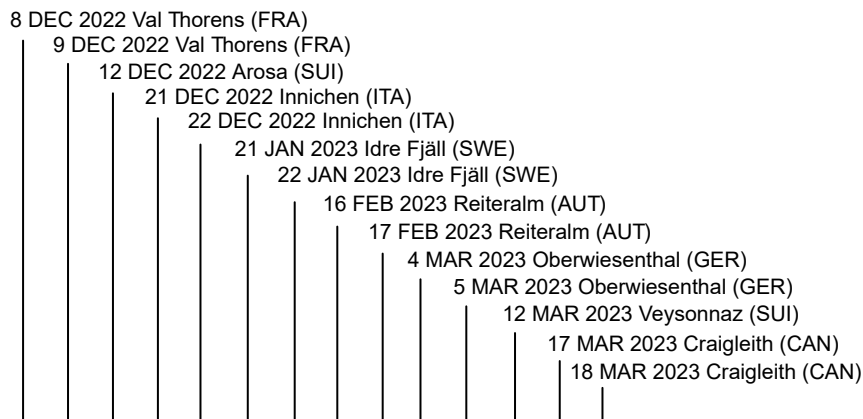 8 DEC 2022 Val Thorens (FRA)
9 DEC 2022 Val Thorens (FRA)
12 DEC 2022 Arosa (SUI)
21 DEC 2022 Innichen (ITA)
22 DEC 2022 Innichen (ITA)
21 JAN 2023 Idre Fjäll (SWE)
22 JAN 2023 Idre Fjäll (SWE)
16 FEB 2023 Reiteralm (AUT)
17 FEB 2023 Reiteralm (AUT)
4 MAR 2023 Oberwiesenthal (GER)
5 MAR 2023 Oberwiesenthal (GER)
12 MAR 2023 Veysonnaz (SUI)
17 MAR 2023 Craigleith (CAN)
18 MAR 2023 Craigleith (CAN)